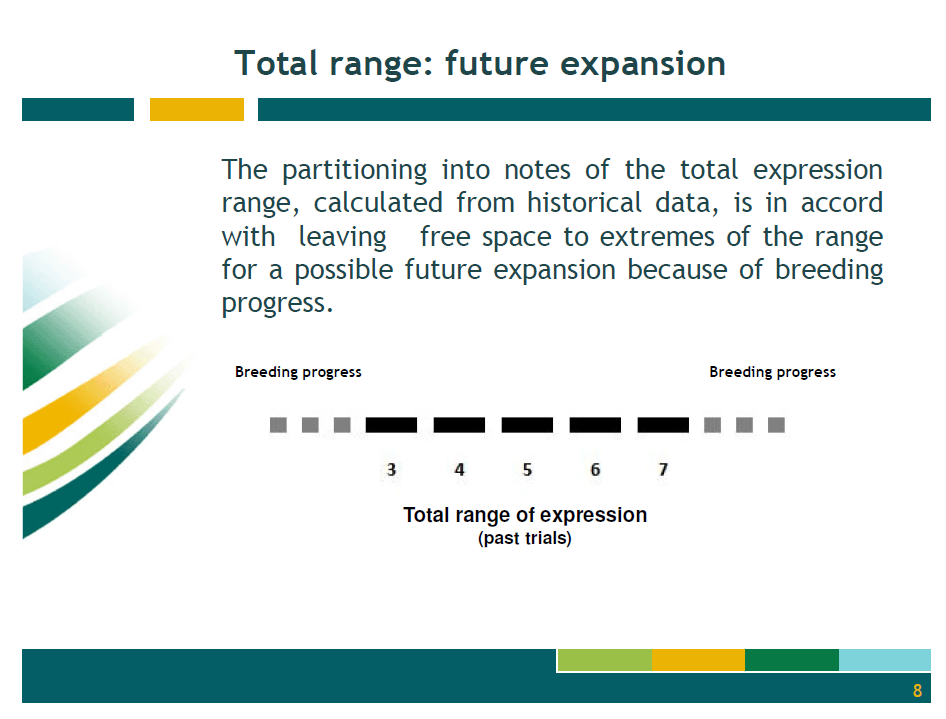 Total range: future expansion
The partitioning into notes of the total expression
range, calculated from historical data, is in accord
with leaving free space to extremes of the range
for a possible future expansion because of breeding
progress.
Breeding progress Breeding progress
3 4 5 6 7
Total range of expression
(past trials)
8